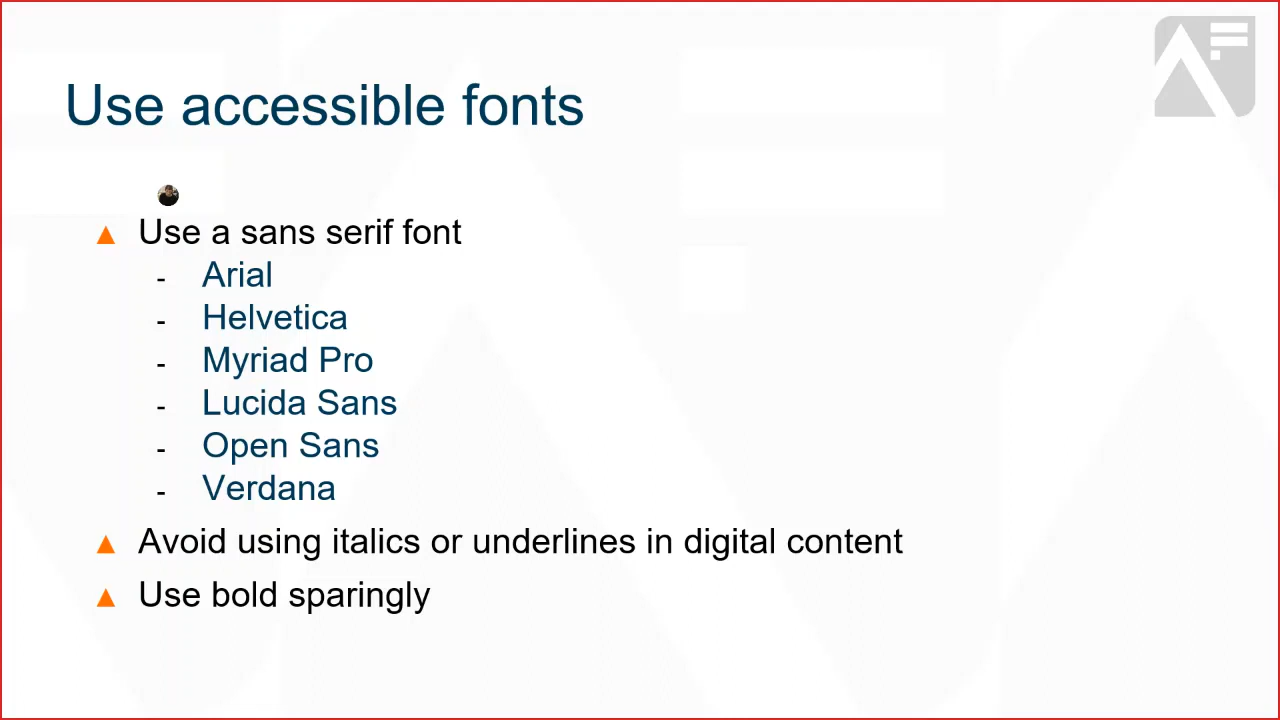 Use accessible fonts
▲ Use a sans serif font
- Arial
- Helvetica
- Myriad Pro
- Lucida Sans
- Open Sans
- Verdana
▲ Avoid using italics or underlines in digital content
▲ Use bold sparingly